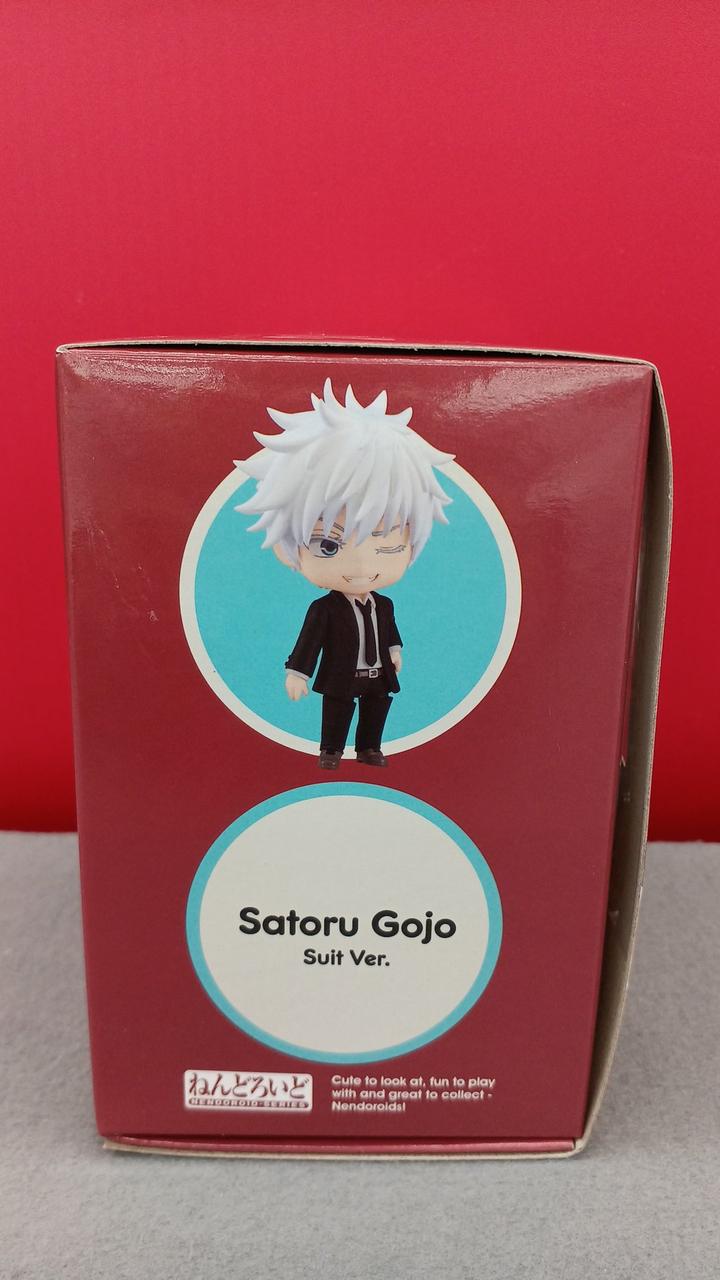 Satoru Gojo
Suit Ver.
ねんどろいど
NENDOROID SERIES
Cute to look at, fun to play
with and great to collect -
Nendoroids!